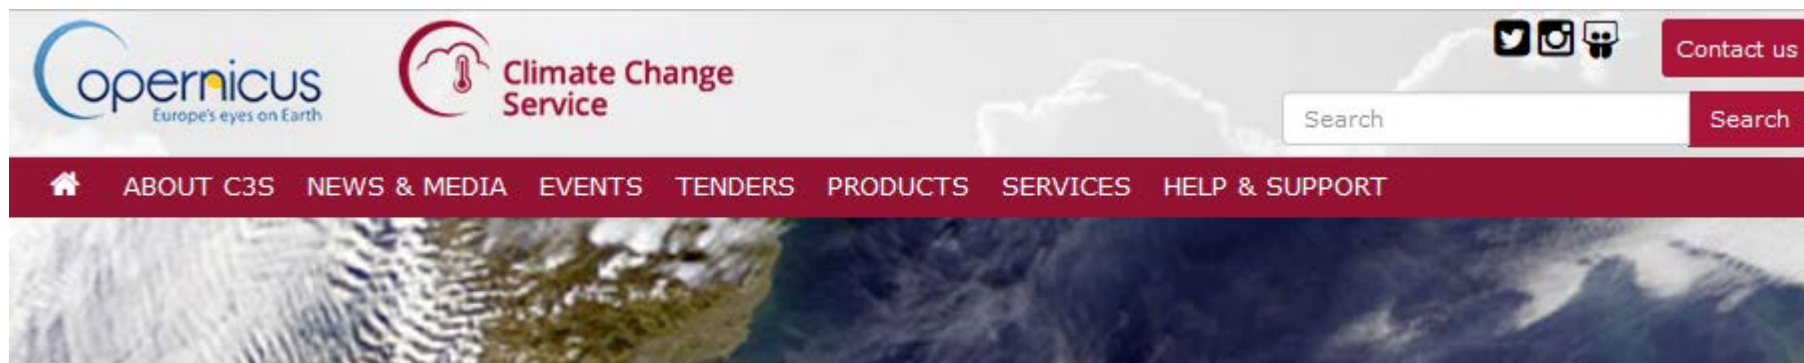 Copernicus
Europe's eyes on Earth
Climate Change
Service
Contact us
Search
Search
ABOUT C3S NEWS & MEDIA EVENTS TENDERS PRODUCTS SERVICES HELP & SUPPORT